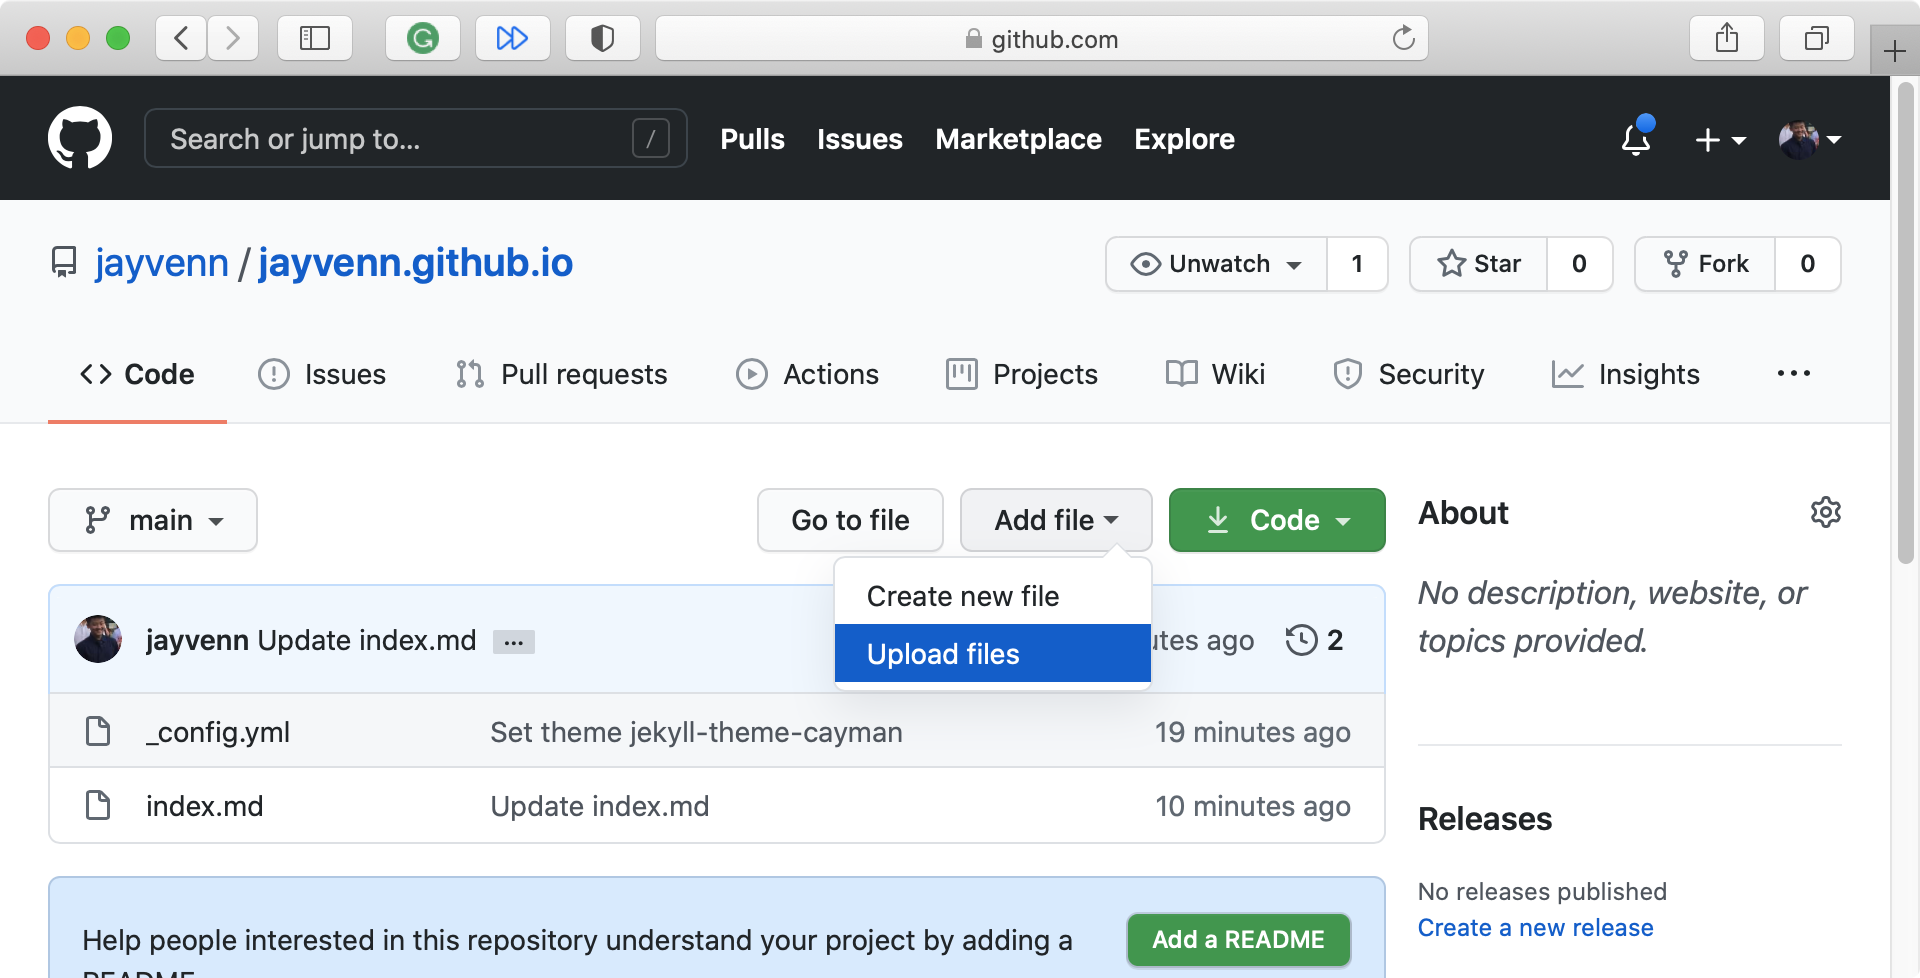 github.com
Search or jump to... /
Pulls Issues Marketplace Explore
jayvenn / jayvenn.github.io
Unwatch 1 Star 0 Fork 0
Code Issues Pull requests Actions Projects Wiki Security Insights ...
main Go to file Add file Code
Create new file
Upload files
jayvenn Update index.md ... ago 2
_config.yml Set theme jekyll-theme-cayman 19 minutes ago
index.md Update index.md 10 minutes ago
Help people interested in this repository understand your project by adding a
README
Add a README
About
No description, website, or
topics provided.
Releases
No releases published
Create a new release